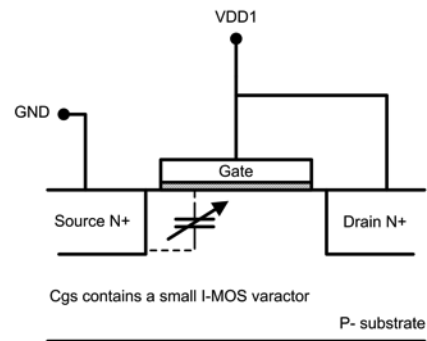 VDD1
GND
Gate
Source N+
Drain N+
Cgs contains a small I-MOS varactor
P- substrate